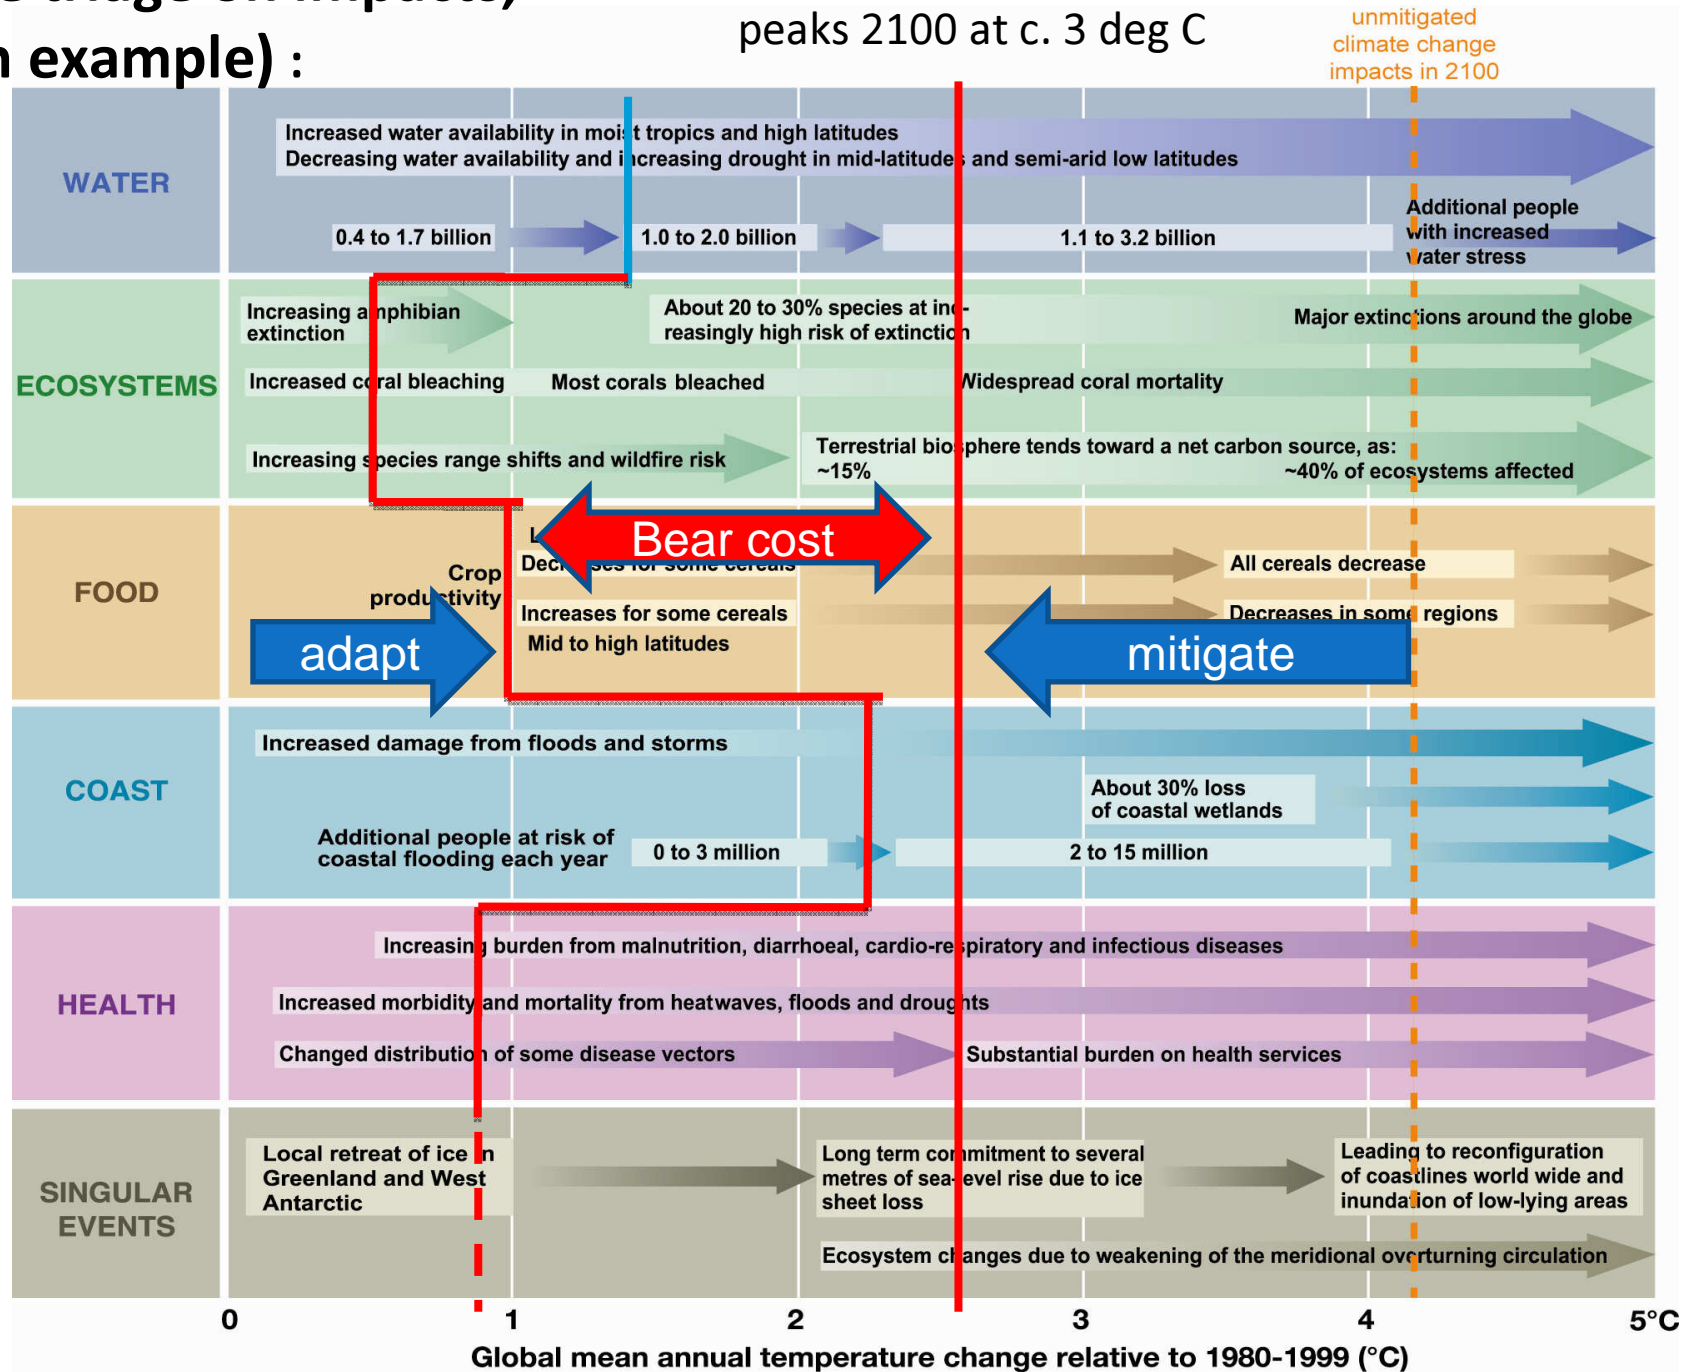 peaks 2100 at c. 3 deg C
example) :
unmitigated
climate change
impacts in 2100
WATER
Increased water availability in moist tropics and high latitudes
Decreasing water availability and increasing drought in mid-latitudes and semi-arid low latitudes
0.4 to 1.7 billion
1.0 to 2.0 billion
1.1 to 3.2 billion
Additional people
with increased
water stress
ECOSYSTEMS
Increasing amphibian
extinction
About 20 to 30% species at inc-
reasingly high risk of extinction
Major extinctions around the globe
Increased coral bleaching
Most corals bleached
Widespread coral mortality
Increasing species range shifts and wildfire risk
Terrestrial biosphere tends toward a net carbon source, as:
~15%
~40% of ecosystems affected
FOOD
Crop
productivity
Bear cost
Decreases for some cereals
All cereals decrease
Increases for some cereals
Decreases in some regions
Mid to high latitudes
adapt
mitigate
COAST
Increased damage from floods and storms
About 30% loss
of coastal wetlands
Additional people at risk of
coastal flooding each year
0 to 3 million
2 to 15 million
HEALTH
Increasing burden from malnutrition, diarrhoeal, cardio-respiratory and infectious diseases
Increased morbidity and mortality from heatwaves, floods and droughts
Changed distribution of some disease vectors
Substantial burden on health services
SINGULAR
EVENTS
Local retreat of ice in
Greenland and West
Antarctic
Long term commitment to several
metres of sea-level rise due to ice
sheet loss
Leading to reconfiguration
of coastlines world wide and
inundation of low-lying areas
Ecosystem changes due to weakening of the meridional overturning circulation
0 1 2 3 4 5°C
Global mean annual temperature change relative to 1980-1999 (°C)